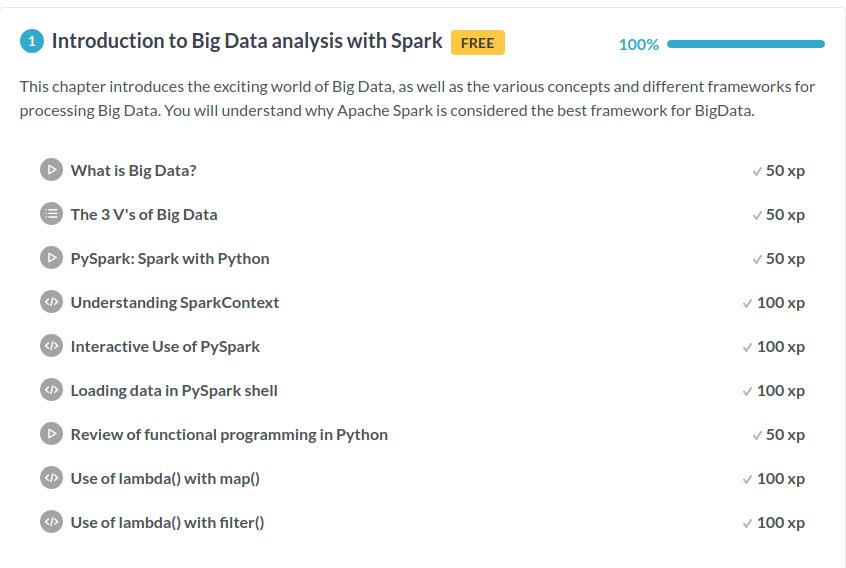 1 Introduction to Big Data analysis with Spark FREE 100%
This chapter introduces the exciting world of Big Data, as well as the various concepts and different frameworks for
processing Big Data. You will understand why Apache Spark is considered the best framework for BigData.
What is Big Data? 50 xp
The 3 V's of Big Data 50 xp
PySpark: Spark with Python 50 xp
Understanding SparkContext 100 xp
Interactive Use of PySpark 100 xp
Loading data in PySpark shell 100 xp
Review of functional programming in Python 50 xp
Use of lambda() with map() 100 xp
Use of lambda() with filter() 100 xp